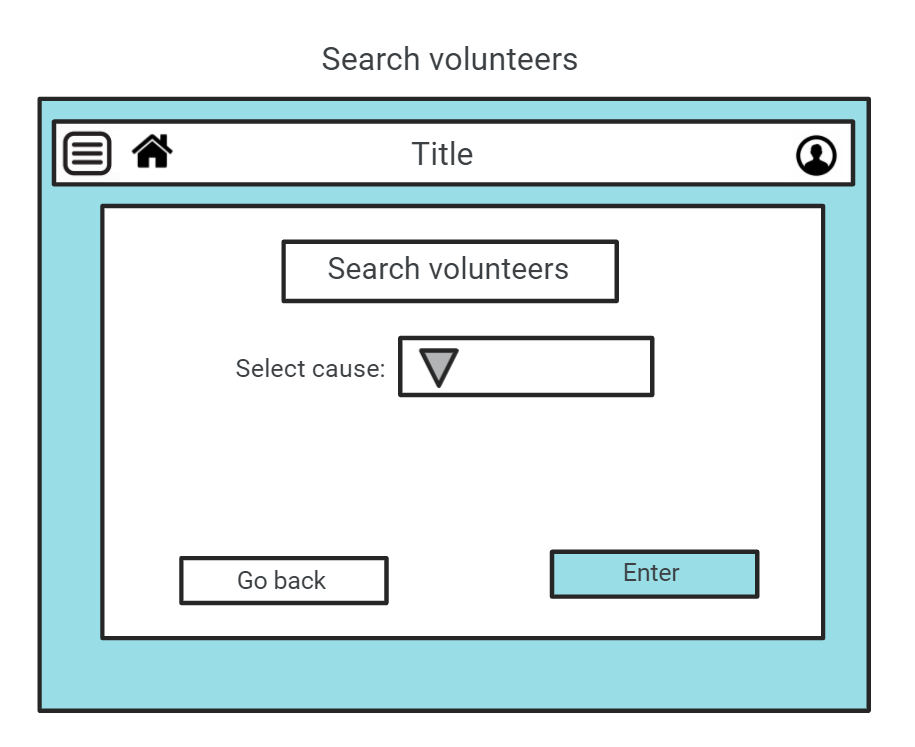 Search volunteers
Title
Search volunteers
Select cause:
Go back
Enter